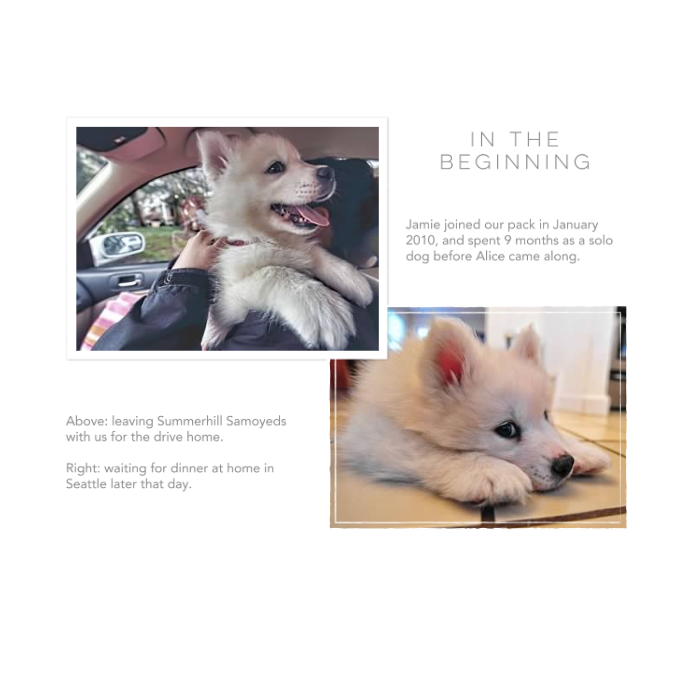 IN THE
BEGINNING
Jamie joined our pack in January
2010, and spent 9 months as a solo
dog before Alice came along.
Above: leaving Summerhill Samoyeds
with us for the drive home.
Right: waiting for dinner at home in
Seattle later that day.